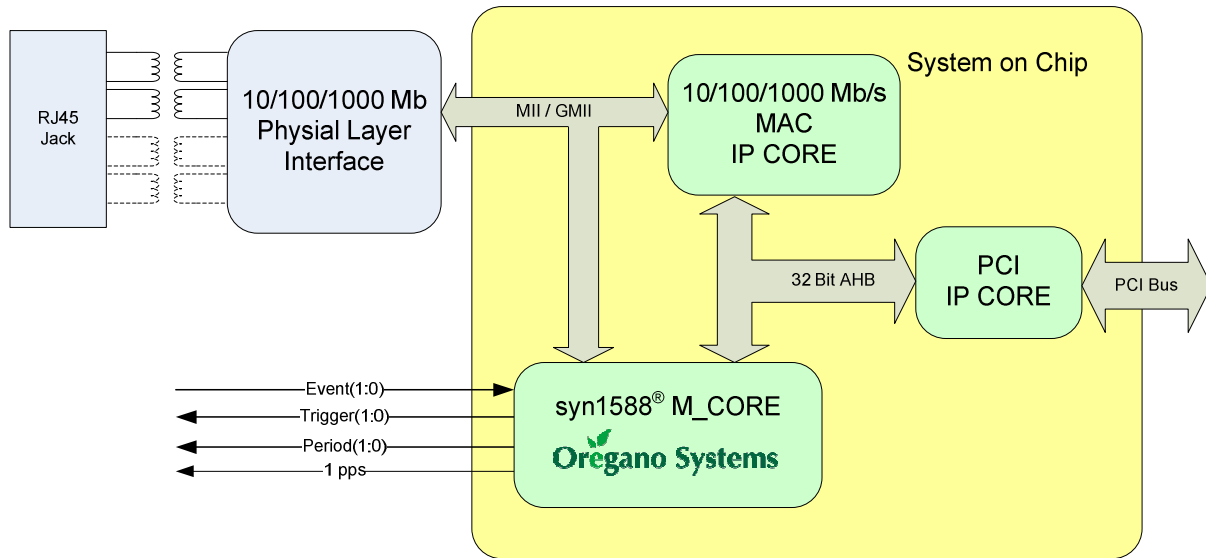 RJ45
Jack
10/100/1000 Mb
Physial Layer
Interface
MII / GMII
10/100/1000 Mb/s
MAC
IP CORE
System on Chip
32 Bit AHB
PCI
IP CORE
PCI Bus
Event(1:0)
Trigger(1:0)
Period(1:0)
1 pps
syn1588® M_CORE
Oregano Systems